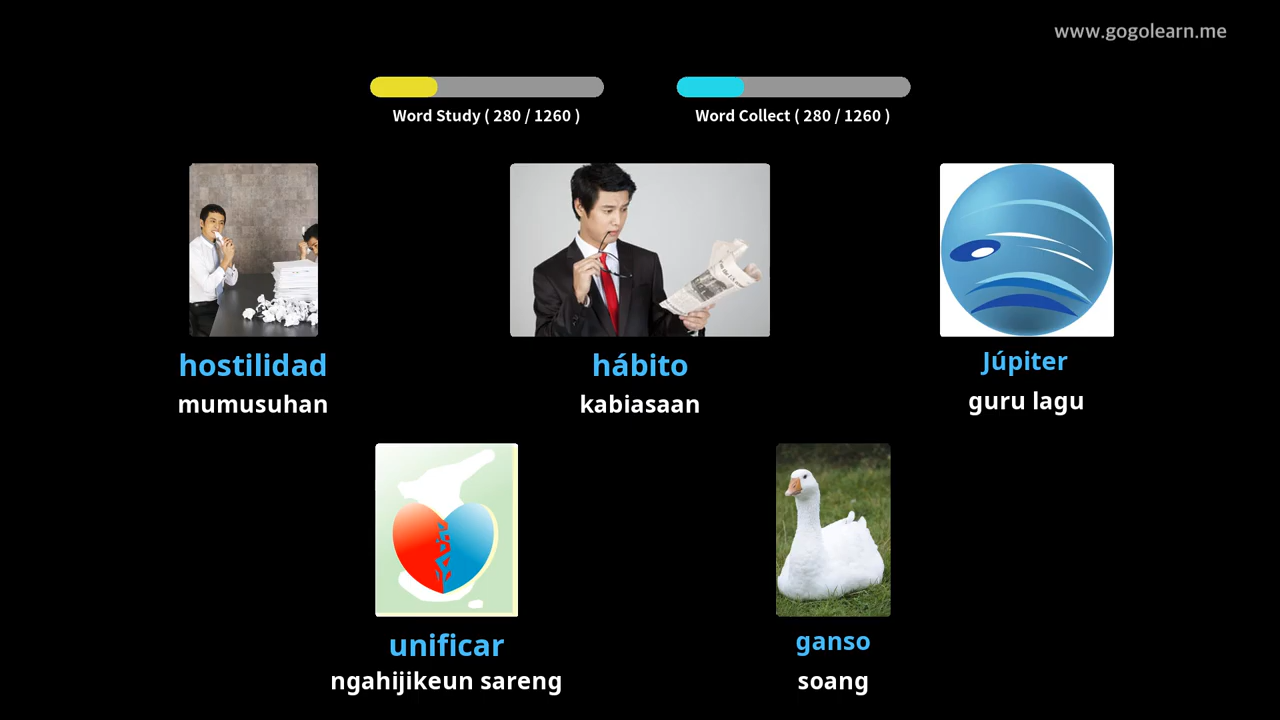 www.gogolearn.me
Word Study ( 280 / 1260 )
Word Collect ( 280 / 1260 )
hostilidad
mumusuhan
hábito
kabiasaan
Júpiter
guru lagu
unificar
ngahijikeun sareng
ganso
soang